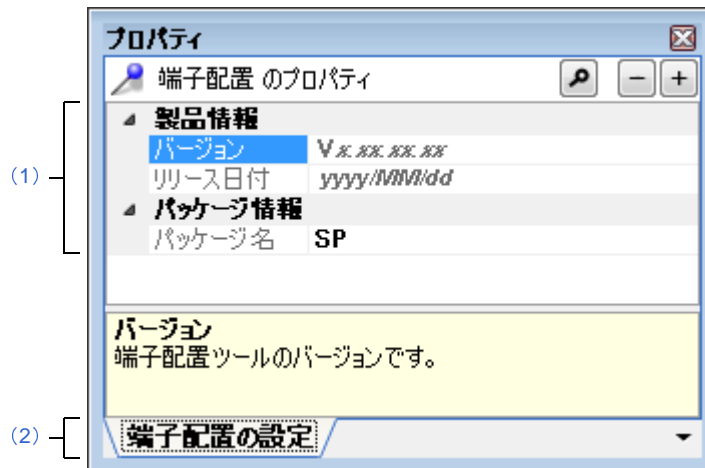 プロパティ
端子配置 のプロパティ
(1)
製品情報
バージョン Vx.xx.xx.xx
リリース日付 yyyy/MM/dd
パッケージ情報
パッケージ名 SP
バージョン
端子配置ツールのバージョンです。
(2)
端子配置の設定